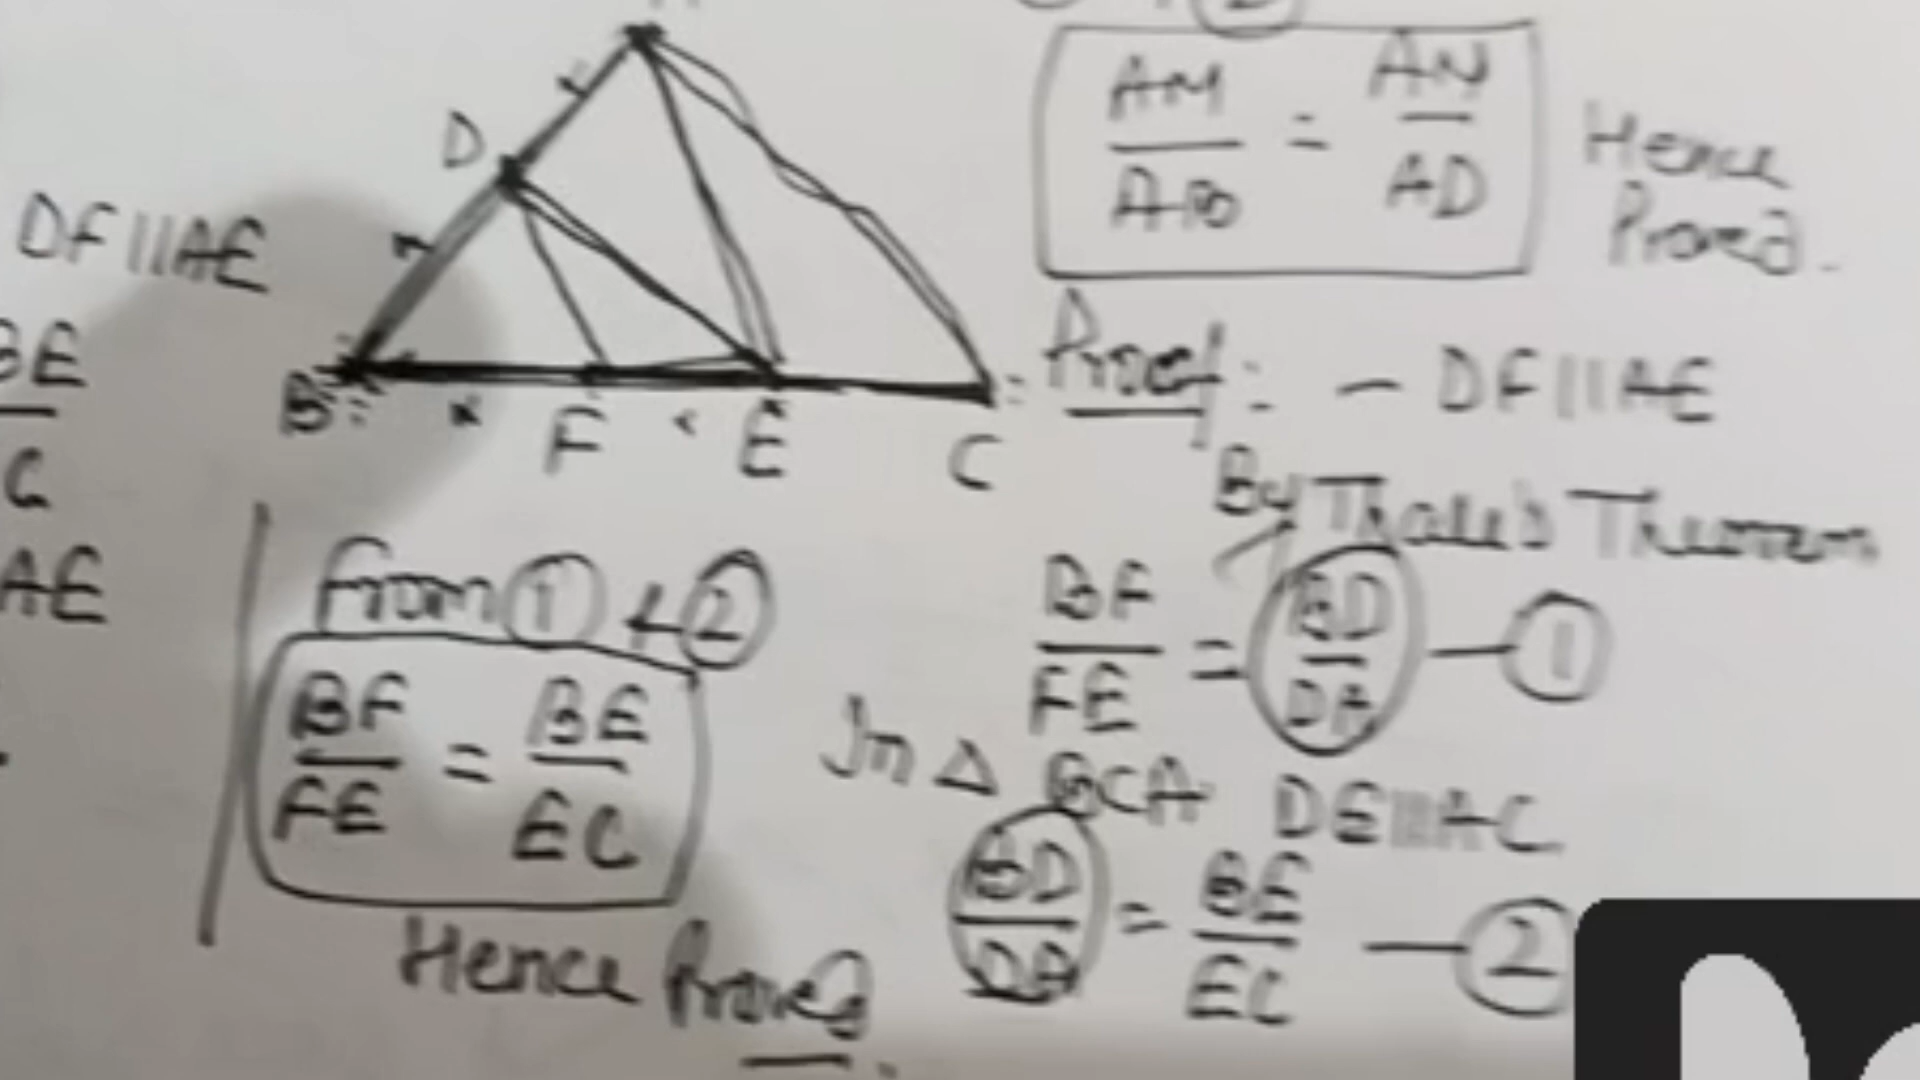 AM/AB = AN/AD
Hence
Proved.
D
DF||AE
BE
C
AE
B
F
E
C
Proof:- DF||AE
By Thale's Theorem
BF/FE = BD/DA — ①
In △ BCA DE||AC
BD/DA = BE/EC — ②
from ① + ②
BF/FE = BE/EC
Hence Proved.